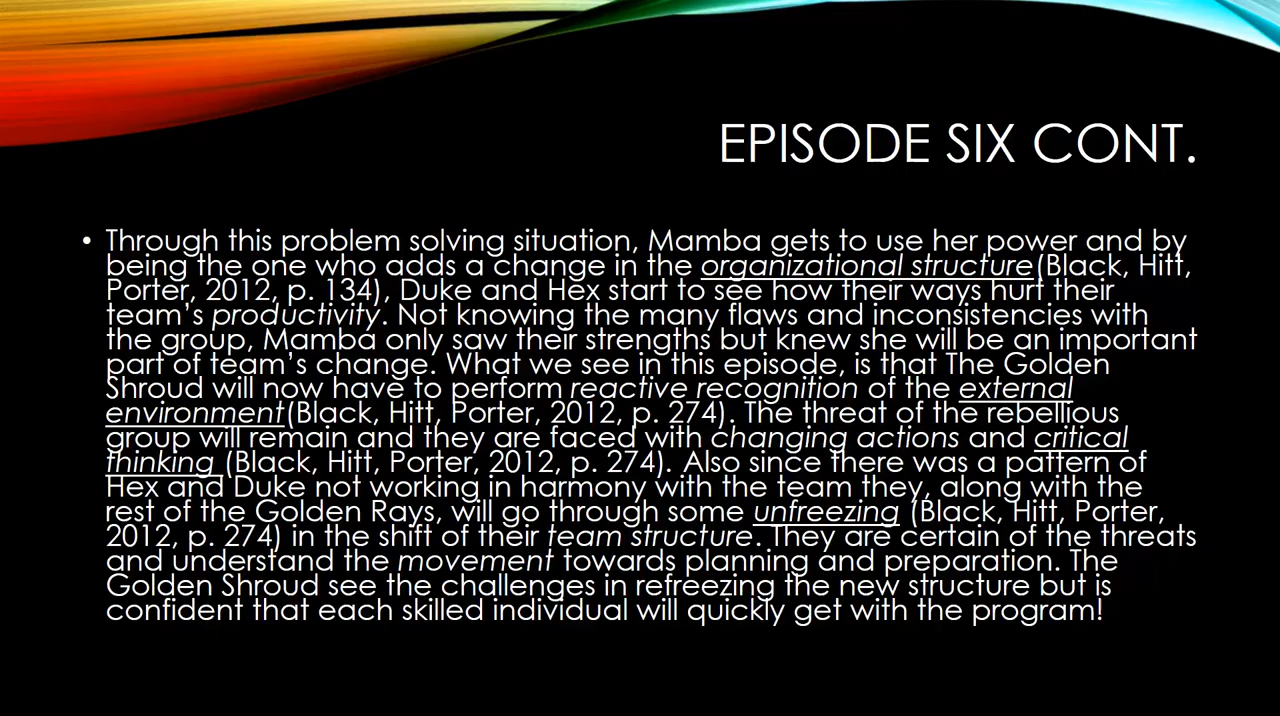 EPISODE SIX CONT.
• Through this problem solving situation, Mamba gets to use her power and by
being the one who adds a change in the organizational structure(Black, Hitt,
Porter, 2012, p. 134), Duke and Hex start to see how their ways hurt their
team’s productivity. Not knowing the many flaws and inconsistencies with
the group, Mamba only saw their strengths but knew she will be an important
part of team’s change. What we see in this episode, is that The Golden
Shroud will now have to perform reactive recognition of the external
environment(Black, Hitt, Porter, 2012, p. 274). The threat of the rebellious
group will remain and they are faced with changing actions and critical
thinking (Black, Hitt, Porter, 2012, p. 274). Also since there was a pattern of
Hex and Duke not working in harmony with the team they, along with the
rest of the Golden Rays, will go through some unfreezing (Black, Hitt, Porter,
2012, p. 274) in the shift of their team structure. They are certain of the threats
and understand the movement towards planning and preparation. The
Golden Shroud see the challenges in refreezing the new structure but is
confident that each skilled individual will quickly get with the program!